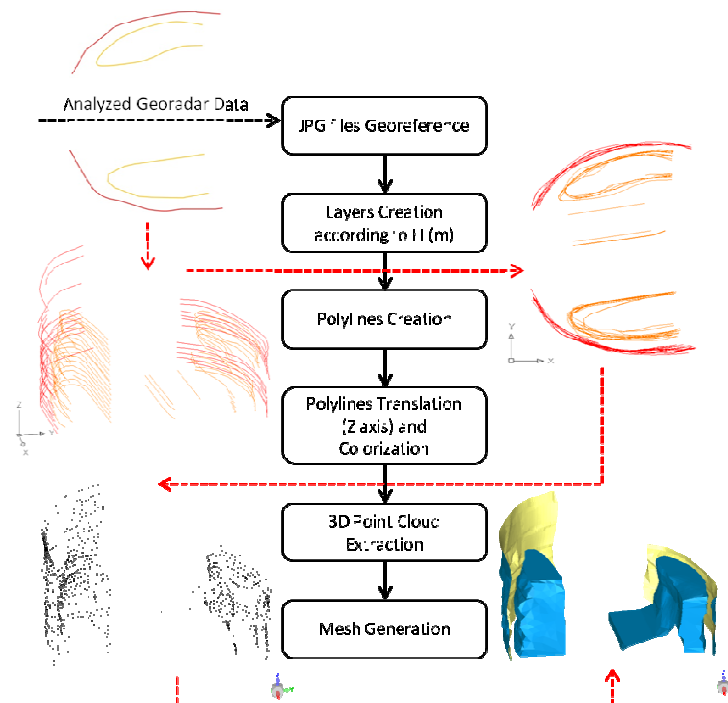 Analyzed Georadar Data
JPG files Georeference
Layers Creation
according to H (m)
Polylines Creation
Y
X
Polylines Translation
(Z axis) and
Colorization
Z
Y
X
3D Point Cloud
Extraction
Mesh Generation